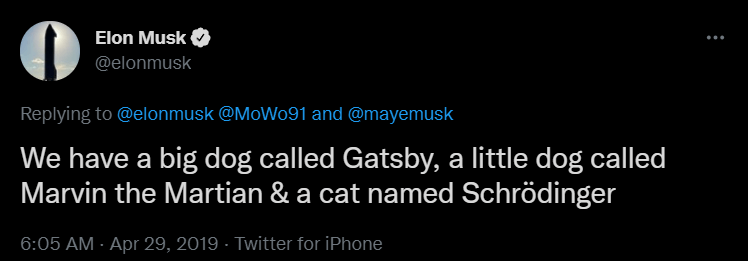 Elon Musk
@elonmusk
Replying to @elonmusk @MoWo91 and @mayemusk
We have a big dog called Gatsby, a little dog called
Marvin the Martian & a cat named Schrödinger
6:05 AM · Apr 29, 2019 · Twitter for iPhone